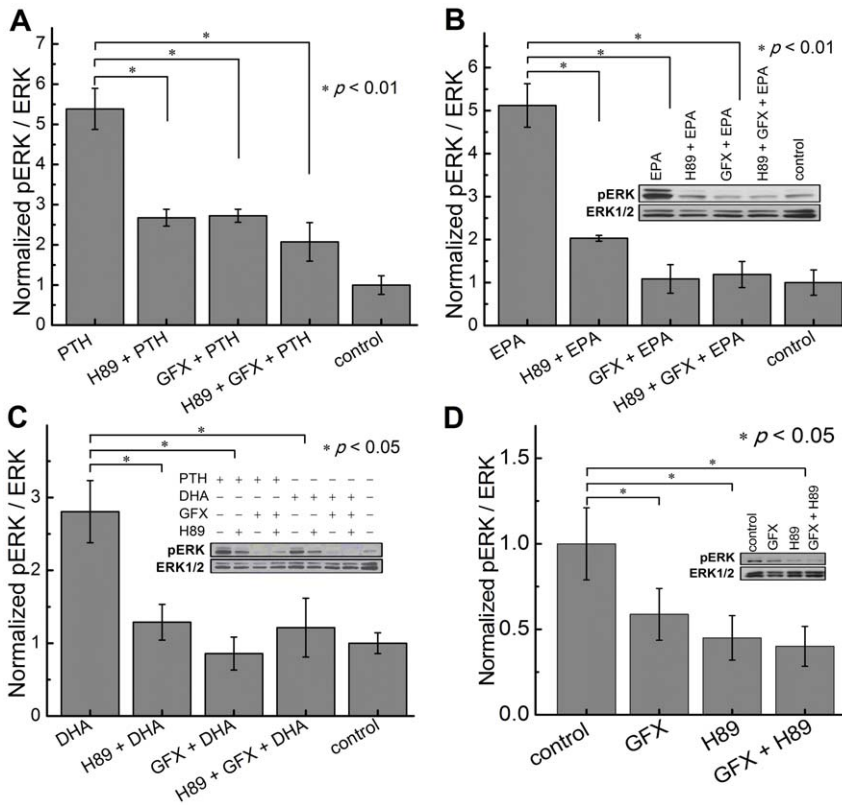 A
Normalized pERK / ERK
7
6
5
4
3
2
1
0
*
*
*
* p < 0.01
PTH
H89 + PTH
GFX + PTH
H89 + GFX + PTH
control
B
Normalized pERK / ERK
6
5
4
3
2
1
0
*
*
*
* p < 0.01
EPA
H89 + EPA
GFX + EPA
H89 + GFX + EPA
control
pERK
ERK1/2
EPA
H89 + EPA
GFX + EPA
H89 + GFX + EPA
control
C
Normalized pERK / ERK
3
2
1
0
*
*
*
* p < 0.05
PTH + + + + − − − − −
DHA − − − − + + + + −
GFX − − + + − − + + −
H89 − + − + − + − + −
pERK
ERK1/2
DHA
H89 + DHA
GFX + DHA
H89 + GFX + DHA
control
D
Normalized pERK / ERK
1.5
1.0
0.5
0.0
*
*
*
* p < 0.05
control
GFX
H89
GFX + H89
pERK
ERK1/2
control
GFX
H89
GFX + H89